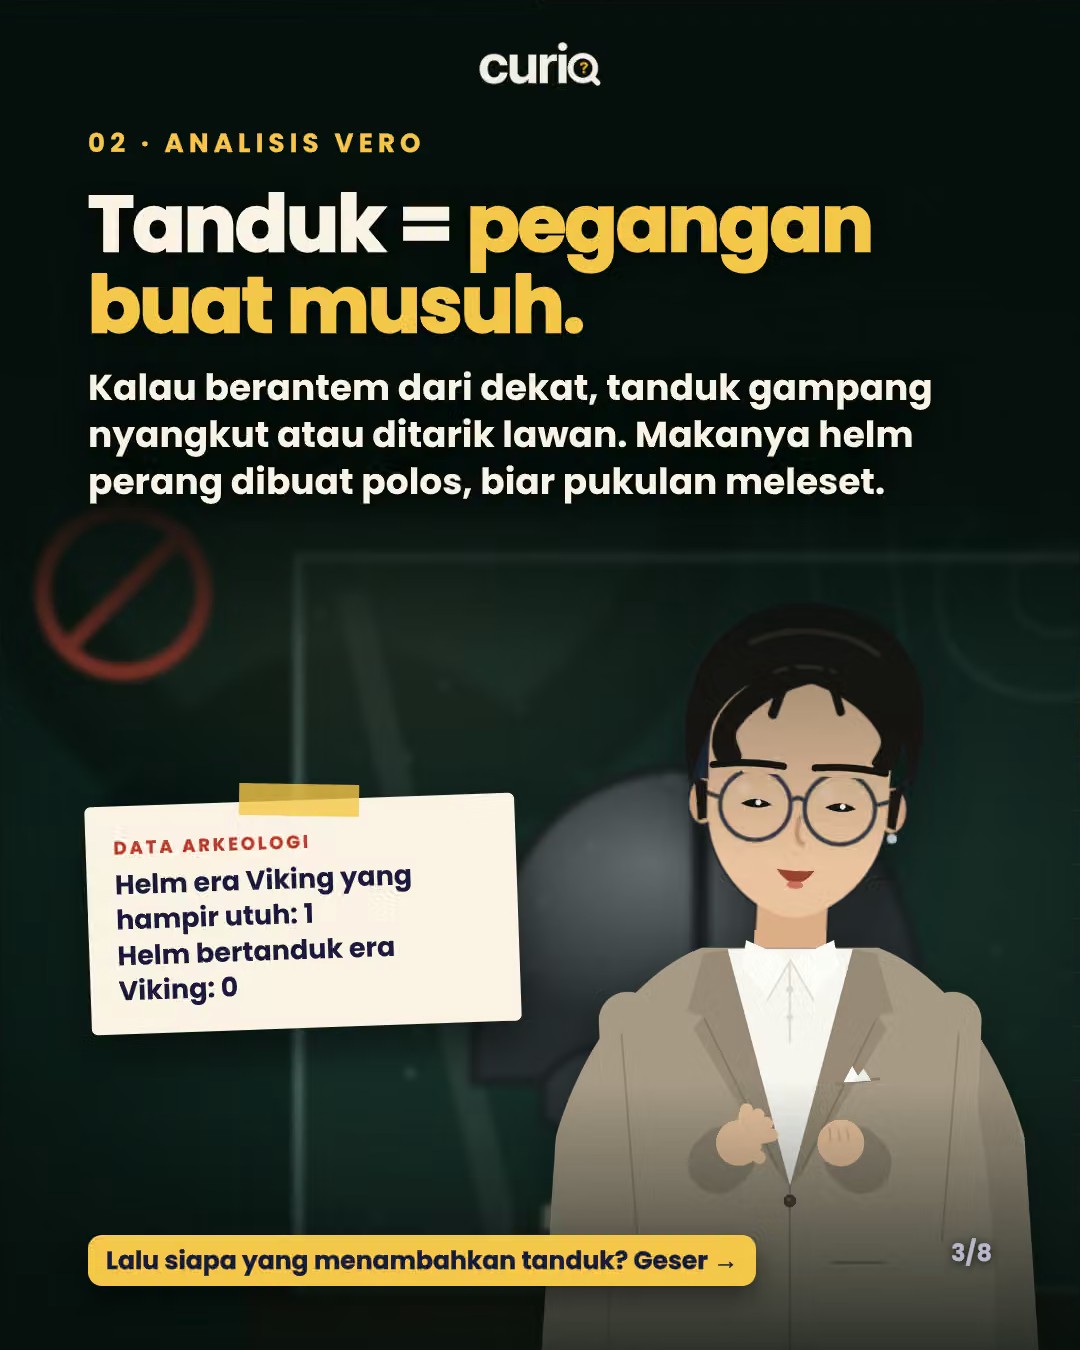 curiQ
02 · ANALISIS VERO
Tanduk = pegangan
buat musuh.
Kalau berantem dari dekat, tanduk gampang
nyangkut atau ditarik lawan. Makanya helm
perang dibuat polos, biar pukulan meleset.
DATA ARKEOLOGI
Helm era Viking yang
hampir utuh: 1
Helm bertanduk era
Viking: 0
Lalu siapa yang menambahkan tanduk? Geser →
3/8